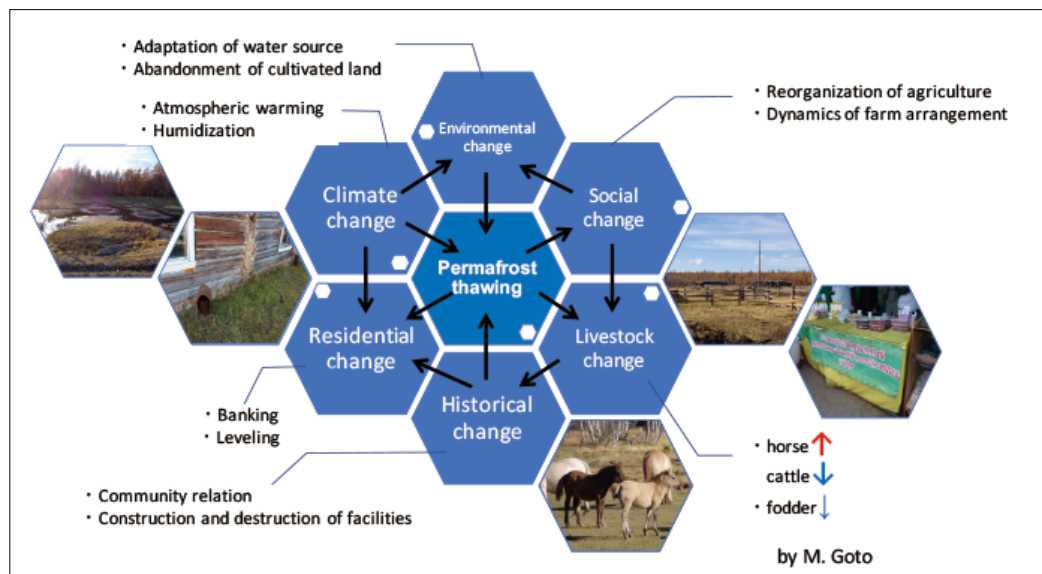 ・ Adaptation of water source
・ Abandonment of cultivated land
・ Atmospheric warming
・ Humidization
・ Reorganization of agriculture
・ Dynamics of farm arrangement
Environmental
change
Climate
change
Social
change
Permafrost
thawing
Residential
change
Livestock
change
Historical
change
・ Banking
・ Leveling
・ Community relation
・ Construction and destruction of facilities
・ horse ↑
cattle ↓
・ fodder ↓
by M. Goto